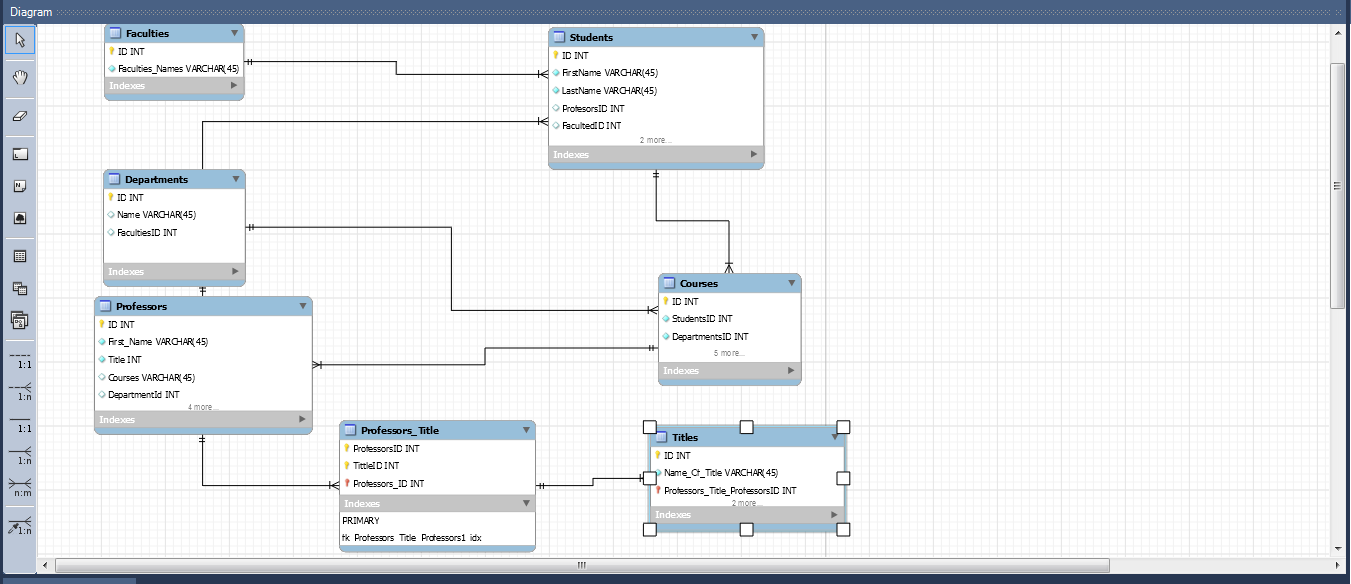 Diagram
Faculties
ID INT
Faculties_Names VARCHAR(45)
Indexes
Students
ID INT
FirstName VARCHAR(45)
LastName VARCHAR(45)
ProfesorsID INT
FacultedID INT
2 more...
Indexes
Departments
ID INT
Name VARCHAR(45)
FacultiesID INT
Indexes
Courses
ID INT
StudentsID INT
DepartmentsID INT
5 more...
Indexes
Professors
ID INT
First_Name VARCHAR(45)
Title INT
Courses VARCHAR(45)
DepartmentId INT
4 more...
Indexes
Professors_Title
ProfessorsID INT
TittleID INT
Professors_ID INT
Indexes
PRIMARY
fk_Professors_Title_Professors1_idx
Titles
ID INT
Name_Of_Title VARCHAR(45)
Professors_Title_ProfessorsID INT
2 more...
Indexes
1:1
1:n
1:1
1:n
n:m
1:n